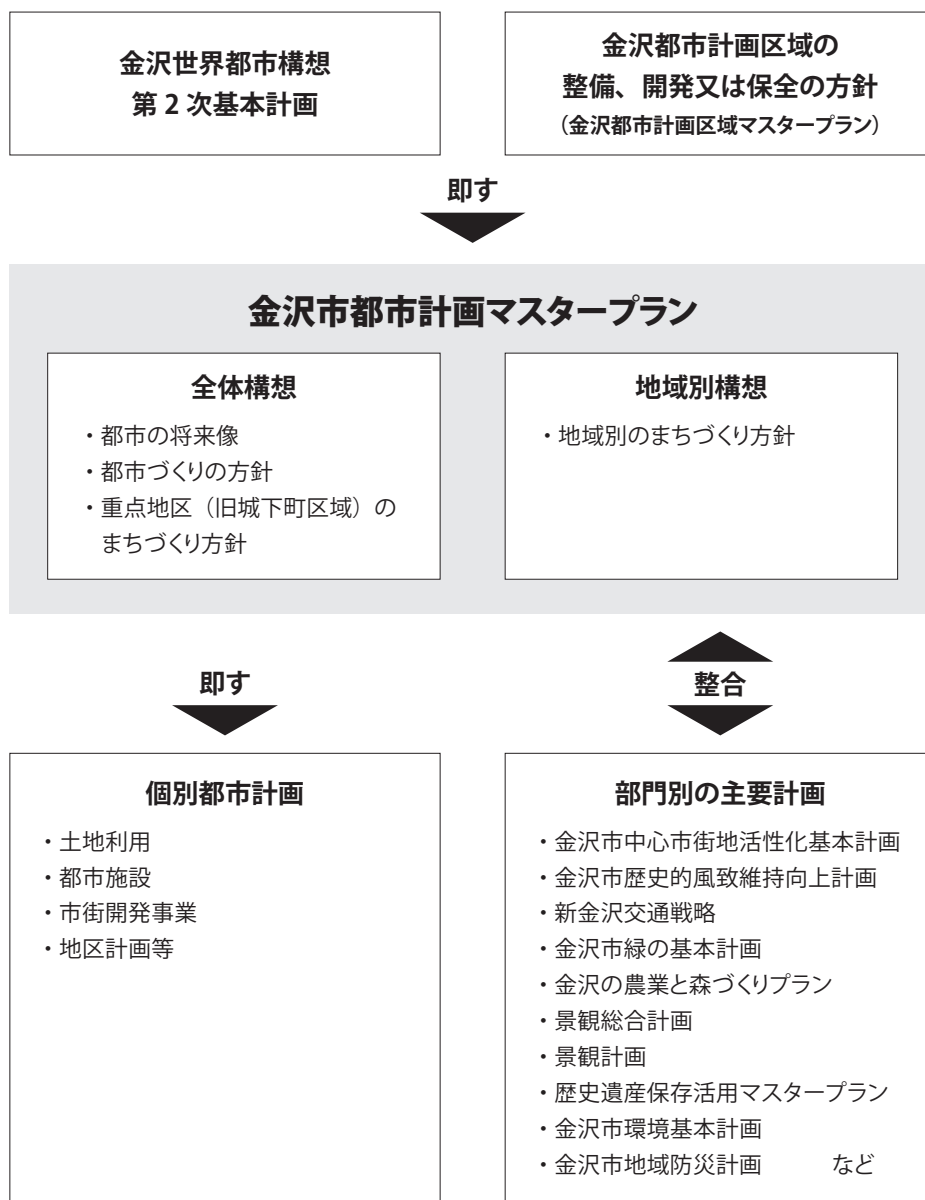 金沢世界都市構想
第 2 次基本計画
金沢都市計画区域の
整備、開発又は保全の方針
（金沢都市計画区域マスタープラン）
即す
金沢市都市計画マスタープラン
全体構想
・都市の将来像
・都市づくりの方針
・重点地区（旧城下町区域）の
まちづくり方針
地域別構想
・地域別のまちづくり方針
即す
整合
個別都市計画
・土地利用
・都市施設
・市街開発事業
・地区計画等
部門別の主要計画
・金沢市中心市街地活性化基本計画
・金沢市歴史的風致維持向上計画
・新金沢交通戦略
・金沢市緑の基本計画
・金沢の農業と森づくりプラン
・景観総合計画
・景観計画
・歴史遺産保存活用マスタープラン
・金沢市環境基本計画
・金沢市地域防災計画　　　など